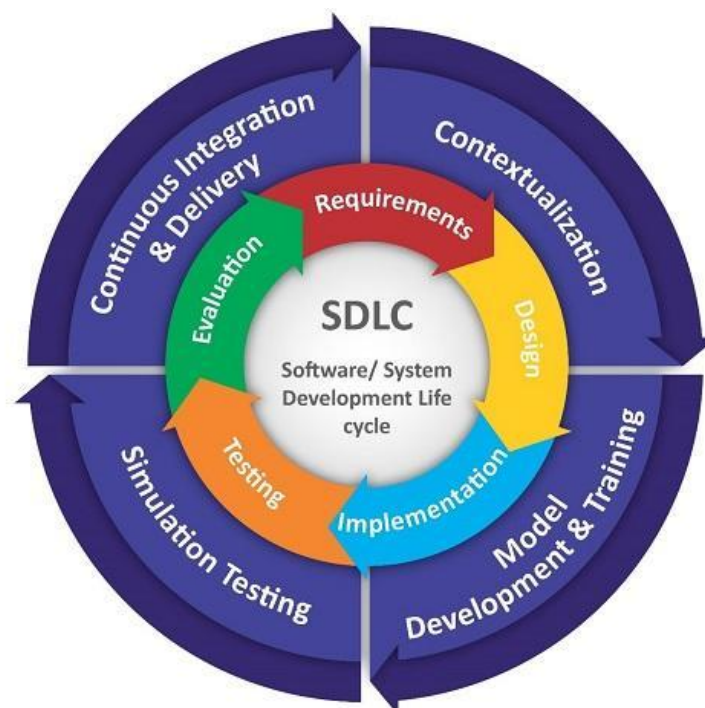 Continuous Integration
& Delivery
Contextualization
Requirements
Evaluation
Design
SDLC
Software/ System
Development Life
cycle
Testing
Implementation
Simulation Testing
Model
Development & Training